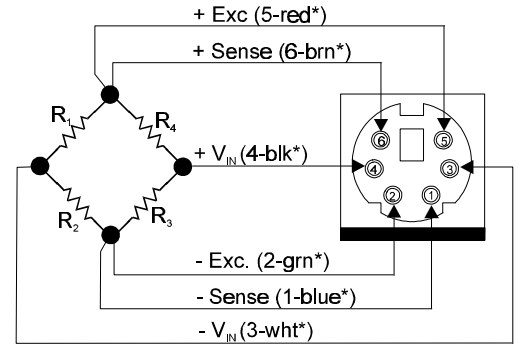 + Exc (5-red*)
+ Sense (6-brn*)
R1
R4
6
5
+ VIN (4-blk*)
4
3
R2
R3
2
1
- Exc. (2-grn*)
- Sense (1-blue*)
- VIN (3-wht*)